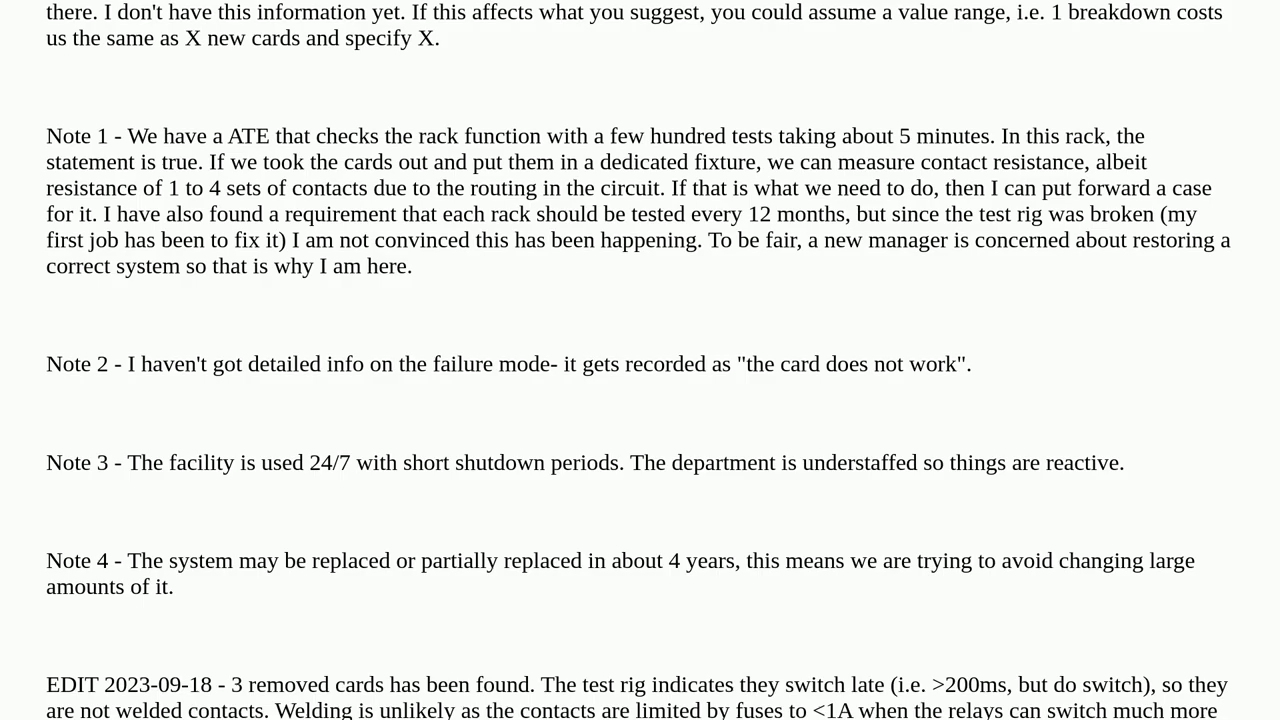 there. I don't have this information yet. If this affects what you suggest, you could assume a value range, i.e. 1 breakdown costs
us the same as X new cards and specify X.
Note 1 - We have a ATE that checks the rack function with a few hundred tests taking about 5 minutes. In this rack, the
statement is true. If we took the cards out and put them in a dedicated fixture, we can measure contact resistance, albeit
resistance of 1 to 4 sets of contacts due to the routing in the circuit. If that is what we need to do, then I can put forward a case
for it. I have also found a requirement that each rack should be tested every 12 months, but since the test rig was broken (my
first job has been to fix it) I am not convinced this has been happening. To be fair, a new manager is concerned about restoring a
correct system so that is why I am here.
Note 2 - I haven't got detailed info on the failure mode- it gets recorded as "the card does not work".
Note 3 - The facility is used 24/7 with short shutdown periods. The department is understaffed so things are reactive.
Note 4 - The system may be replaced or partially replaced in about 4 years, this means we are trying to avoid changing large
amounts of it.
EDIT 2023-09-18 - 3 removed cards has been found. The test rig indicates they switch late (i.e. >200ms, but do switch), so they
are not welded contacts. Welding is unlikely as the contacts are limited by fuses to <1A when the relays can switch much more